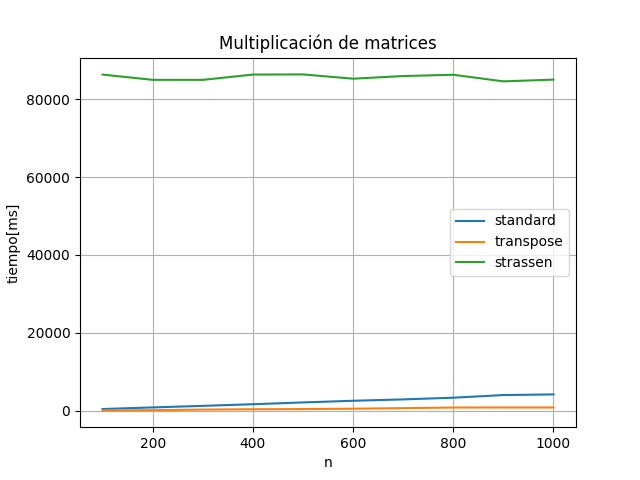 Multiplicación de matrices
tiempo[ms]
80000
60000
40000
20000
0
standard
transpose
strassen
200
400
600
800
1000
n